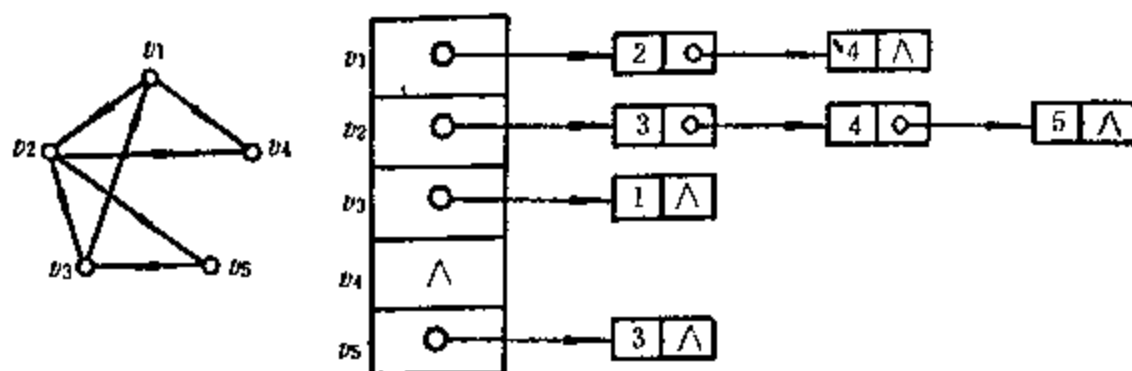 v1
v2
v4
v3
v5
v1 2 4 ∧
v2 3 4 5 ∧
v3 1 ∧
v4 ∧
v5 3 ∧